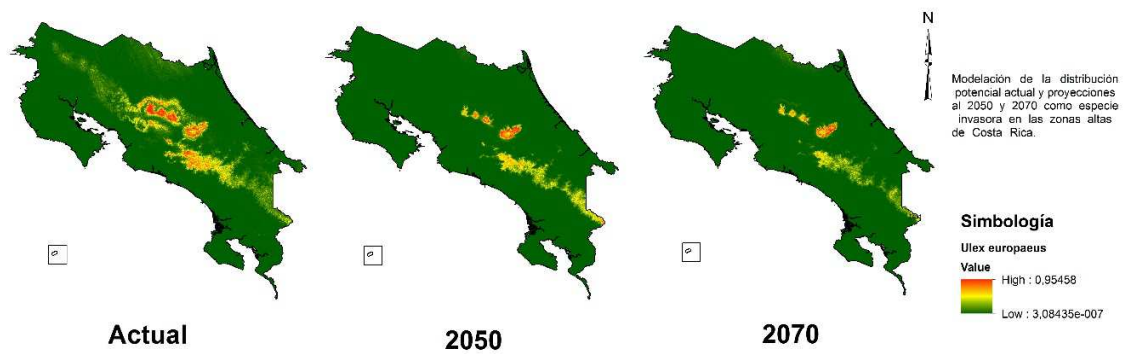 N
Modelación de la distribución
potencial actual y proyecciones
al 2050 y 2070 como especie
invasora en las zonas altas
de Costa Rica.
Simbología
Ulex europaeus
Value
High : 0,95458
Low : 3,08435e-007
Actual
2050
2070